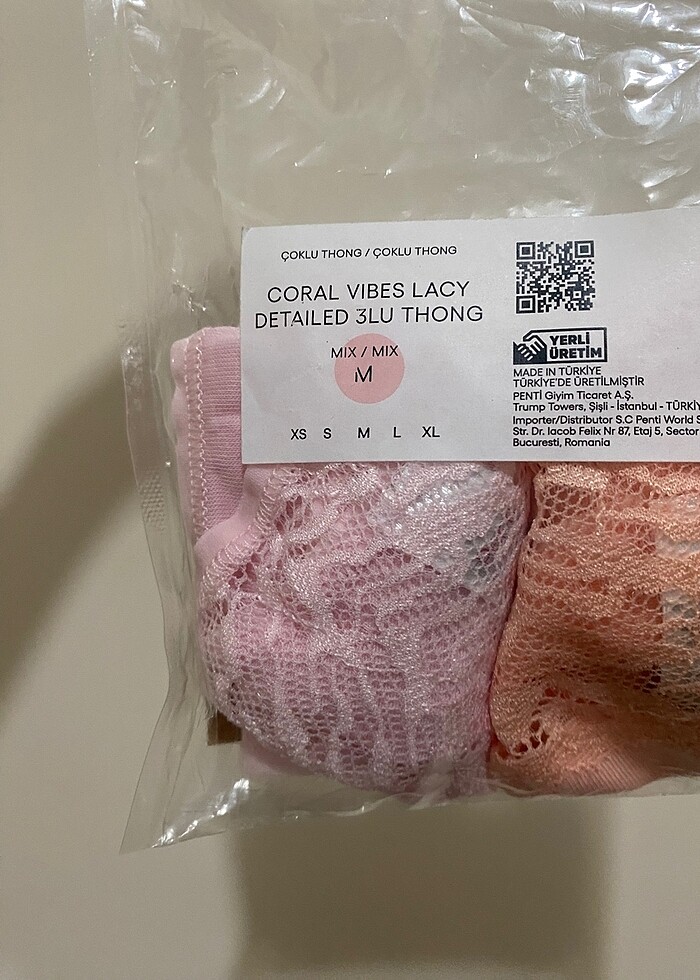 ÇOKLU THONG / ÇOKLU THONG
CORAL VIBES LACY
DETAILED 3LU THONG
MIX / MIX
M
XS S M L XL
YERLİ
ÜRETİM
MADE IN TÜRKİYE
TÜRKİYE'DE ÜRETİLMİŞTİR
PENTİ Giyim Ticaret A.Ş.
Trump Towers, Şişli - İstanbul - TÜRKİY
Importer/Distributor S.C Penti World S
Str. Dr. Iacob Felix Nr 87, Etaj 5, Sector
Bucuresti, Romania